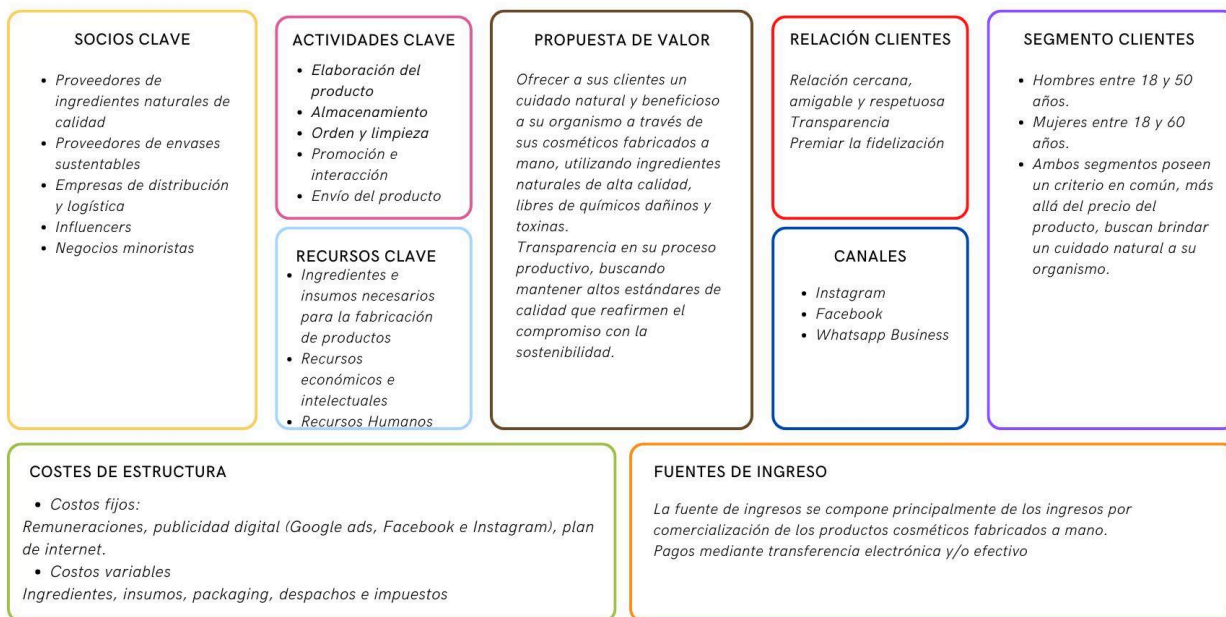 SOCIOS CLAVE
• Proveedores de
ingredientes naturales de
calidad
• Proveedores de envases
sustentables
• Empresas de distribución
y logística
• Influencers
• Negocios minoristas
ACTIVIDADES CLAVE
• Elaboración del
producto
• Almacenamiento
• Orden y limpieza
• Promoción e
interacción
• Envío del producto
RECURSOS CLAVE
• Ingredientes e
insumos necesarios
para la fabricación
de productos
• Recursos
económicos e
intelectuales
• Recursos Humanos
PROPUESTA DE VALOR
Ofrecer a sus clientes un
cuidado natural y beneficioso
a su organismo a través de
sus cosméticos fabricados a
mano, utilizando ingredientes
naturales de alta calidad,
libres de químicos dañinos y
toxinas.
Transparencia en su proceso
productivo, buscando
mantener altos estándares de
calidad que reafirmen el
compromiso con la
sostenibilidad.
RELACIÓN CLIENTES
Relación cercana,
amigable y respetuosa
Transparencia
Premiar la fidelización
CANALES
• Instagram
• Facebook
• Whatsapp Business
SEGMENTO CLIENTES
• Hombres entre 18 y 50
años.
• Mujeres entre 18 y 60
años.
• Ambos segmentos poseen
un criterio en común, más
allá del precio del
producto, buscan brindar
un cuidado natural a su
organismo.
COSTES DE ESTRUCTURA
• Costos fijos:
Remuneraciones, publicidad digital (Google ads, Facebook e Instagram), plan
de internet.
• Costos variables
Ingredientes, insumos, packaging, despachos e impuestos
FUENTES DE INGRESO
La fuente de ingresos se compone principalmente de los ingresos por
comercialización de los productos cosméticos fabricados a mano.
Pagos mediante transferencia electrónica y/o efectivo